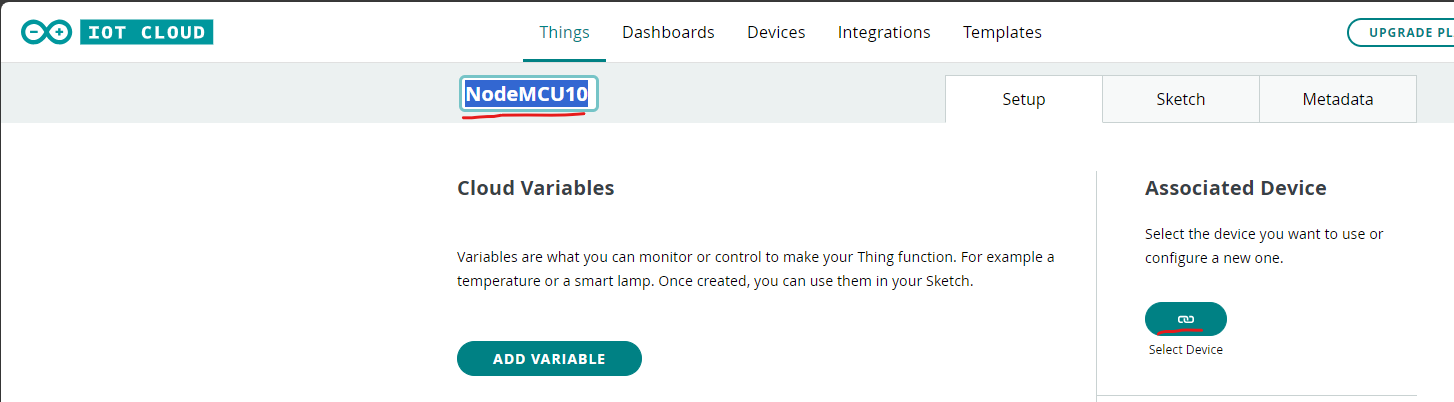 IOT CLOUD
Things
Dashboards
Devices
Integrations
Templates
UPGRADE PL
NodeMCU10
Setup
Sketch
Metadata
Cloud Variables
Variables are what you can monitor or control to make your Thing function. For example a
temperature or a smart lamp. Once created, you can use them in your Sketch.
ADD VARIABLE
Associated Device
Select the device you want to use or
configure a new one.
Select Device